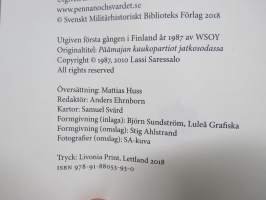 www.pennanochsvardet.se
© Svenskt Militärhistoriskt Biblioteks Förlag 2018
Utgiven första gången i Finland år 1987 av WSOY
Originaltitel: Päämajan kaukopartiot jatkosodassa
Copyright © 1987, 2010 Lassi Saressalo
All rights reserved
Översättning: Mattias Huss
Redaktör: Anders Ehrnborn
Kartor: Samuel Svärd
Formgivning (inlaga): Björn Sundström, Luleå Grafiska
Formgivning (omslag): Stig Ahlstrand
Fotografier (omslag): SA-kuva
Tryck: Livonia Print, Lettland 2018
ISBN 978-91-88053-93-0